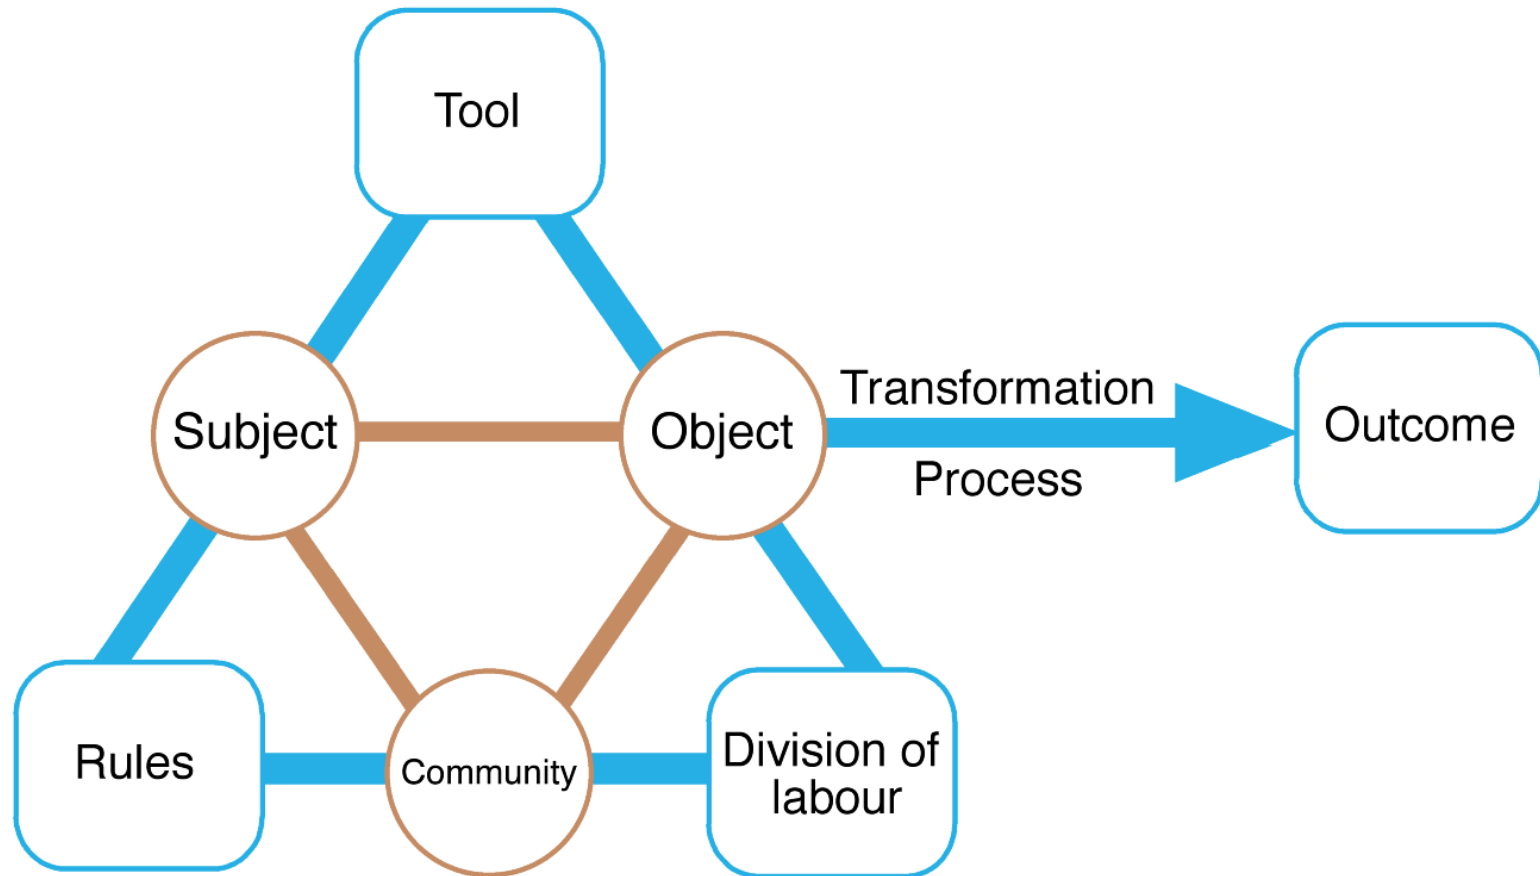 Tool
Subject
Object
Transformation
Process
Outcome
Rules
Community
Division of
labour